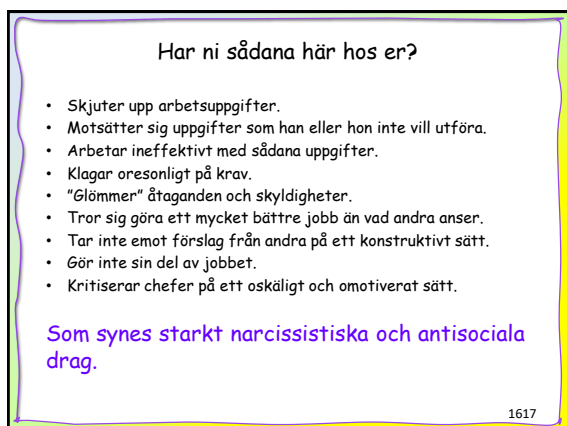 Har ni sådana här hos er?
• Skjuter upp arbetsuppgifter.
• Motsätter sig uppgifter som han eller hon inte vill utföra.
• Arbetar ineffektivt med sådana uppgifter.
• Klagar oresonligt på krav.
• ”Glömmer” åtaganden och skyldigheter.
• Tror sig göra ett mycket bättre jobb än vad andra anser.
• Tar inte emot förslag från andra på ett konstruktivt sätt.
• Gör inte sin del av jobbet.
• Kritiserar chefer på ett oskäligt och omotiverat sätt.
Som synes starkt narcissistiska och antisociala
drag.
1617